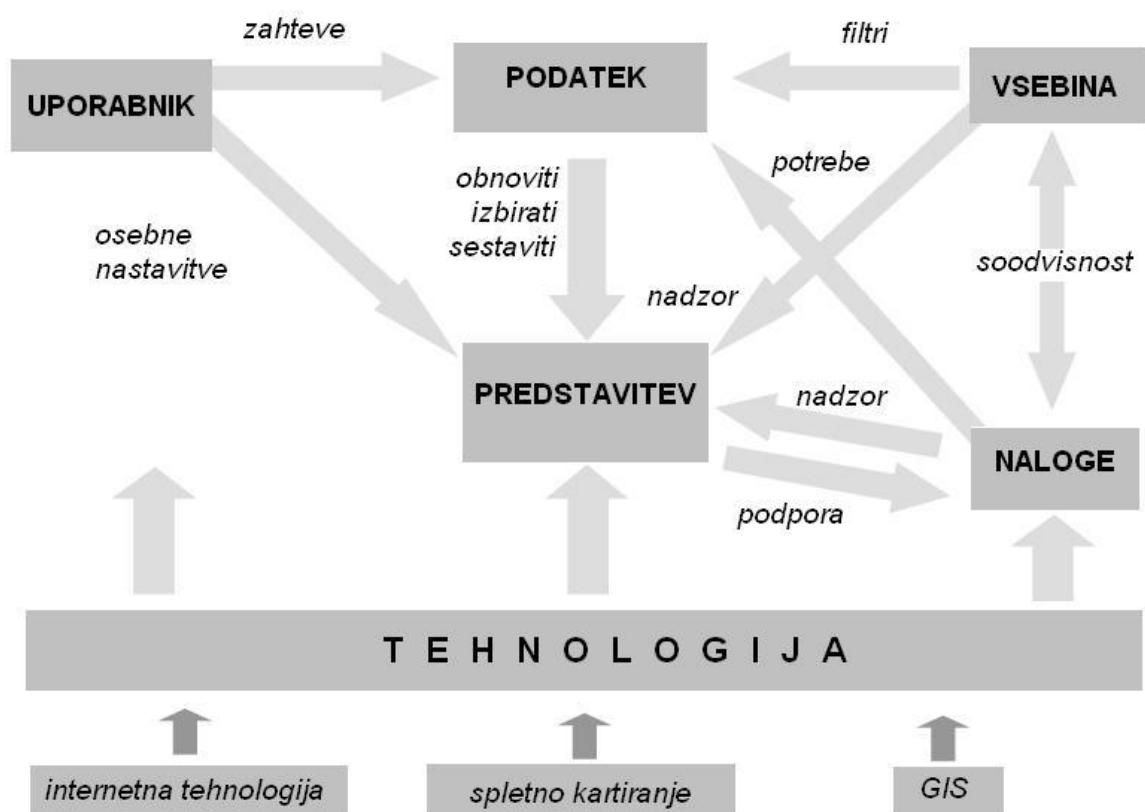 zahteve
filtri
UPORABNIK
PODATEK
VSEBINA
obnoviti
izbirati
sestaviti
potrebe
osebne
nastavitve
soodvisnost
nadzor
PREDSTAVITEV
nadzor
NALOGE
podpora
T E H N O L O G I J A
internetna tehnologija
spletno kartiranje
GIS